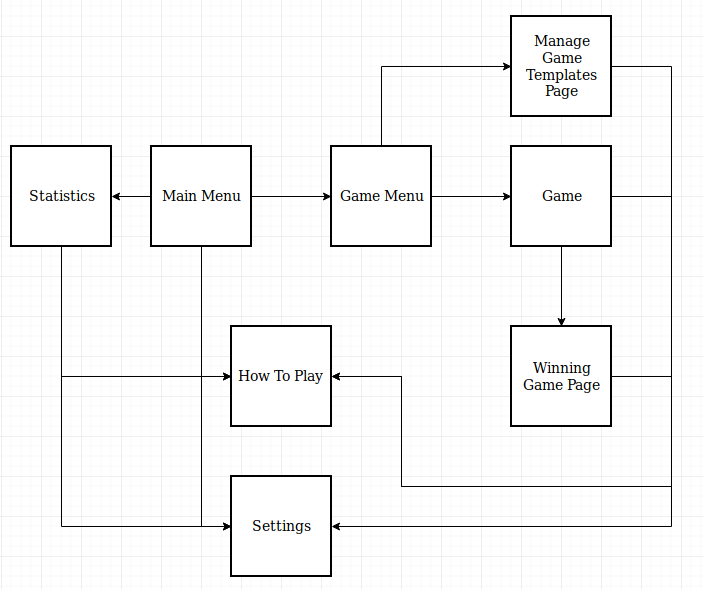 Manage
Game
Templates
Page
Statistics
Main Menu
Game Menu
Game
How To Play
Winning
Game Page
Settings